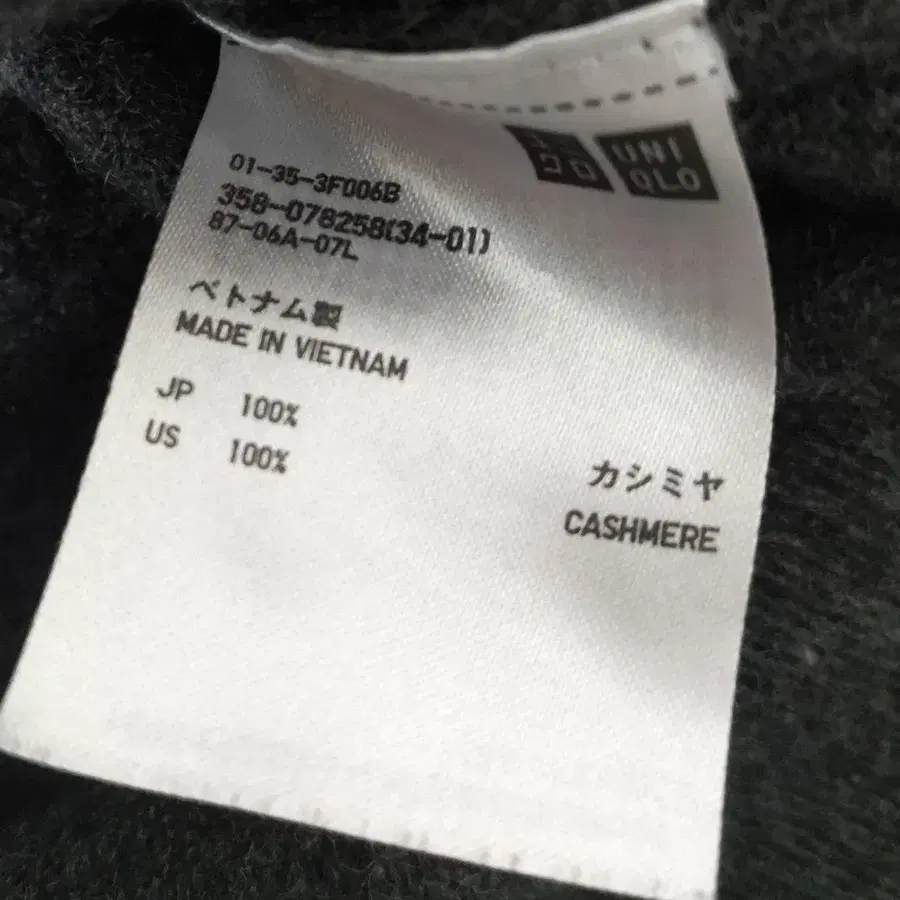 ユニ
クロ
UNI
QLO
01-35-3F006B
358-078258(34-01)
87-06A-07L
ベトナム製
MADE IN VIETNAM
JP 100% カシミヤ
US 100% CASHMERE